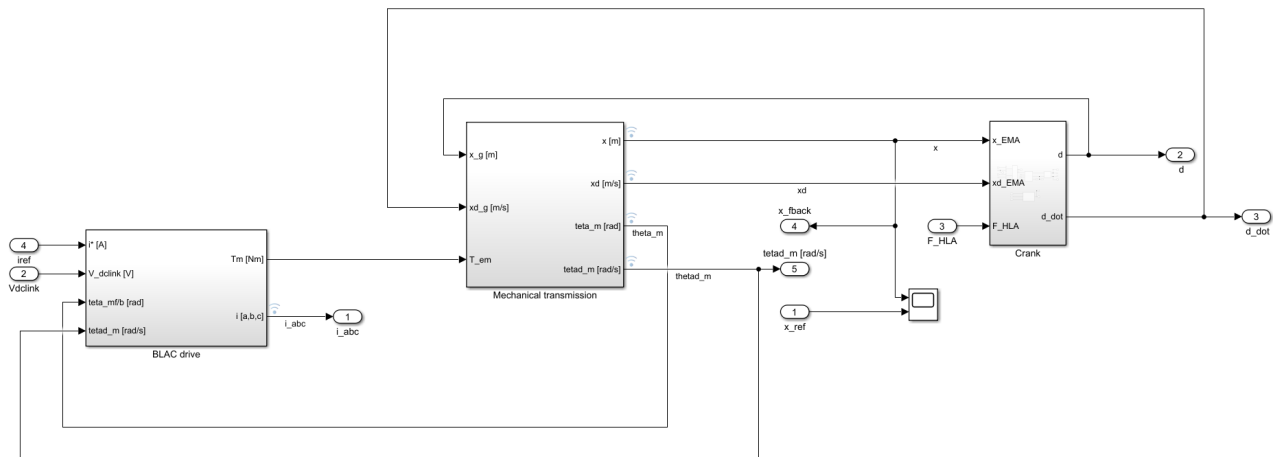 4
iref
2
Vdclink
i* [A]
V_dclink [V]
teta_mf/b [rad]
tetad_m [rad/s]
Tm [Nm]
i [a,b,c]
BLAC drive
i_abc
1
i_abc
x_g [m]
xd_g [m/s]
T_em
x [m]
xd [m/s]
teta_m [rad]
tetad_m [rad/s]
Mechanical transmission
theta_m
thetad_m
x
xd
x_fback
4
tetad_m [rad/s]
5
1
x_ref
3
F_HLA
x_EMA
xd_EMA
F_HLA
d
d_dot
Crank
2
d
3
d_dot